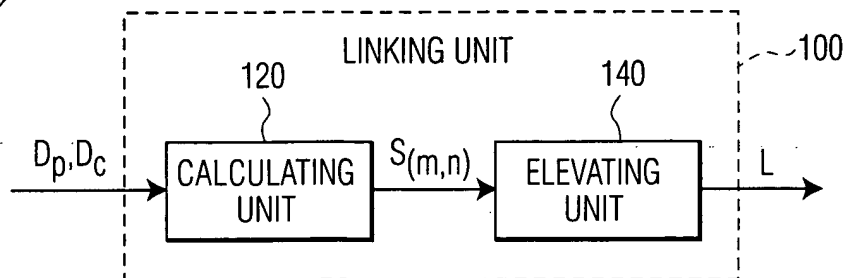 LINKING UNIT
100
120
140
Dp,Dc
CALCULATING
UNIT
S(m,n)
ELEVATING
UNIT
L